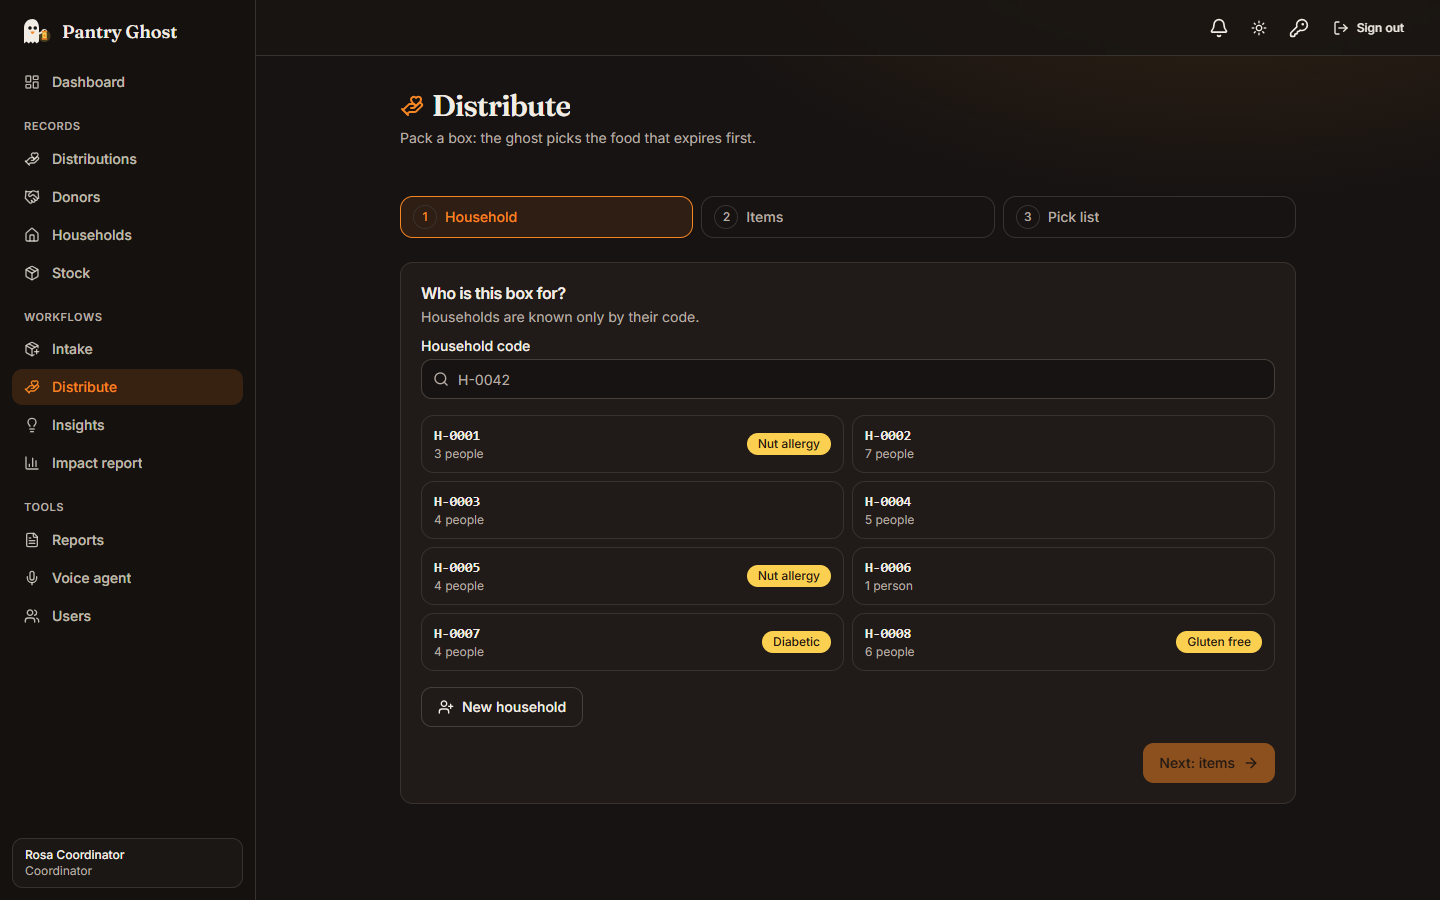 Pantry Ghost
Dashboard
RECORDS
Distributions
Donors
Households
Stock
WORKFLOWS
Intake
Distribute
Insights
Impact report
TOOLS
Reports
Voice agent
Users
Rosa Coordinator
Coordinator
Sign out
Distribute
Pack a box: the ghost picks the food that expires first.
1 Household
2 Items
3 Pick list
Who is this box for?
Households are known only by their code.
Household code
H-0042
H-0001
3 people
Nut allergy
H-0002
7 people
H-0003
4 people
H-0004
5 people
H-0005
4 people
Nut allergy
H-0006
1 person
H-0007
4 people
Diabetic
H-0008
6 people
Gluten free
New household
Next: items